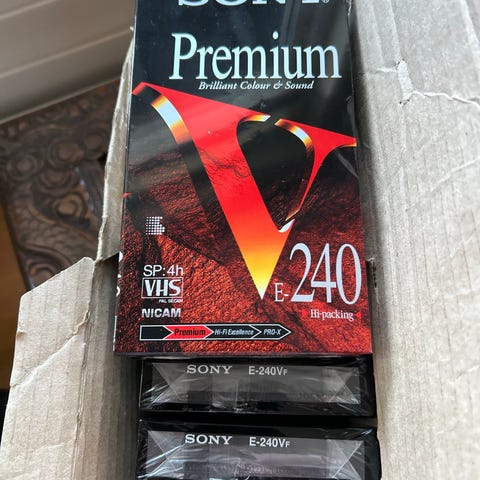 SONY®
Premium
Brilliant Colour & Sound
V
SP: 4h
VHS
PAL SECAM
NICAM
E-240
Hi-packing
Premium Hi-Fi Excellence PRO-X
SONY E-240VF
SONY E-240VF